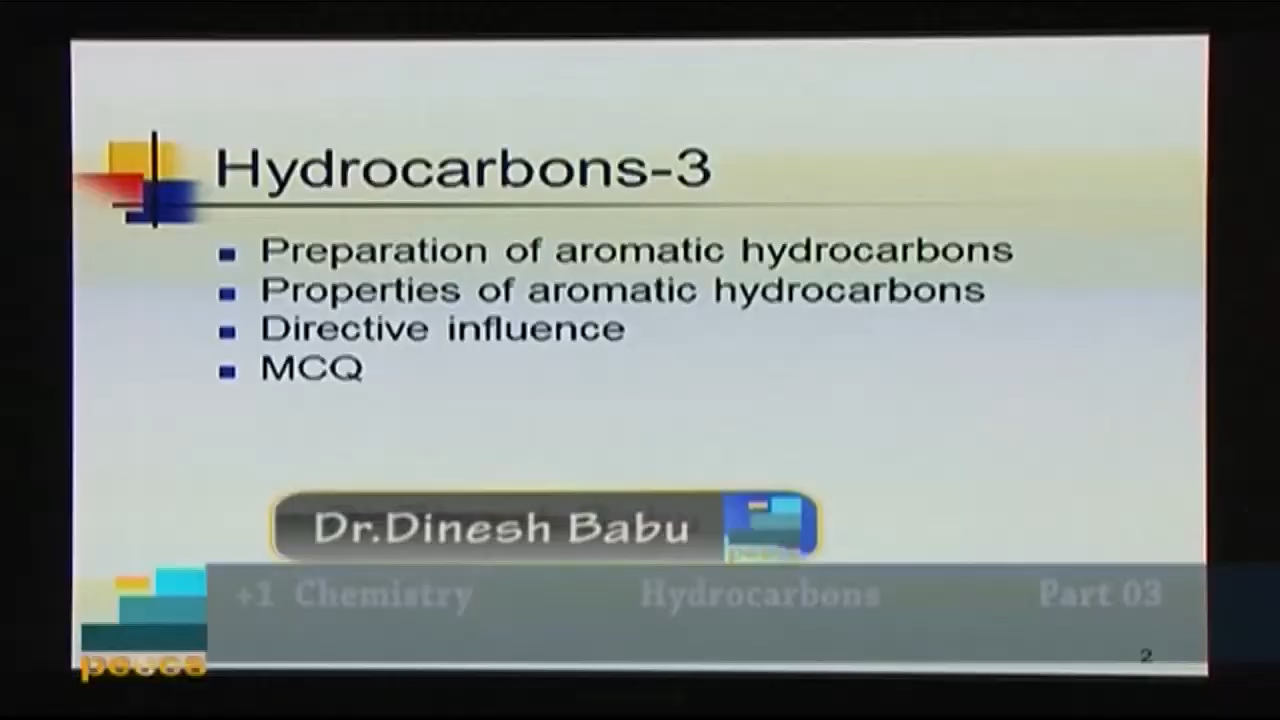 Hydrocarbons-3
Preparation of aromatic hydrocarbons
Properties of aromatic hydrocarbons
Directive influence
MCQ
Dr.Dinesh Babu
+1 Chemistry Hydrocarbons Part 03
2